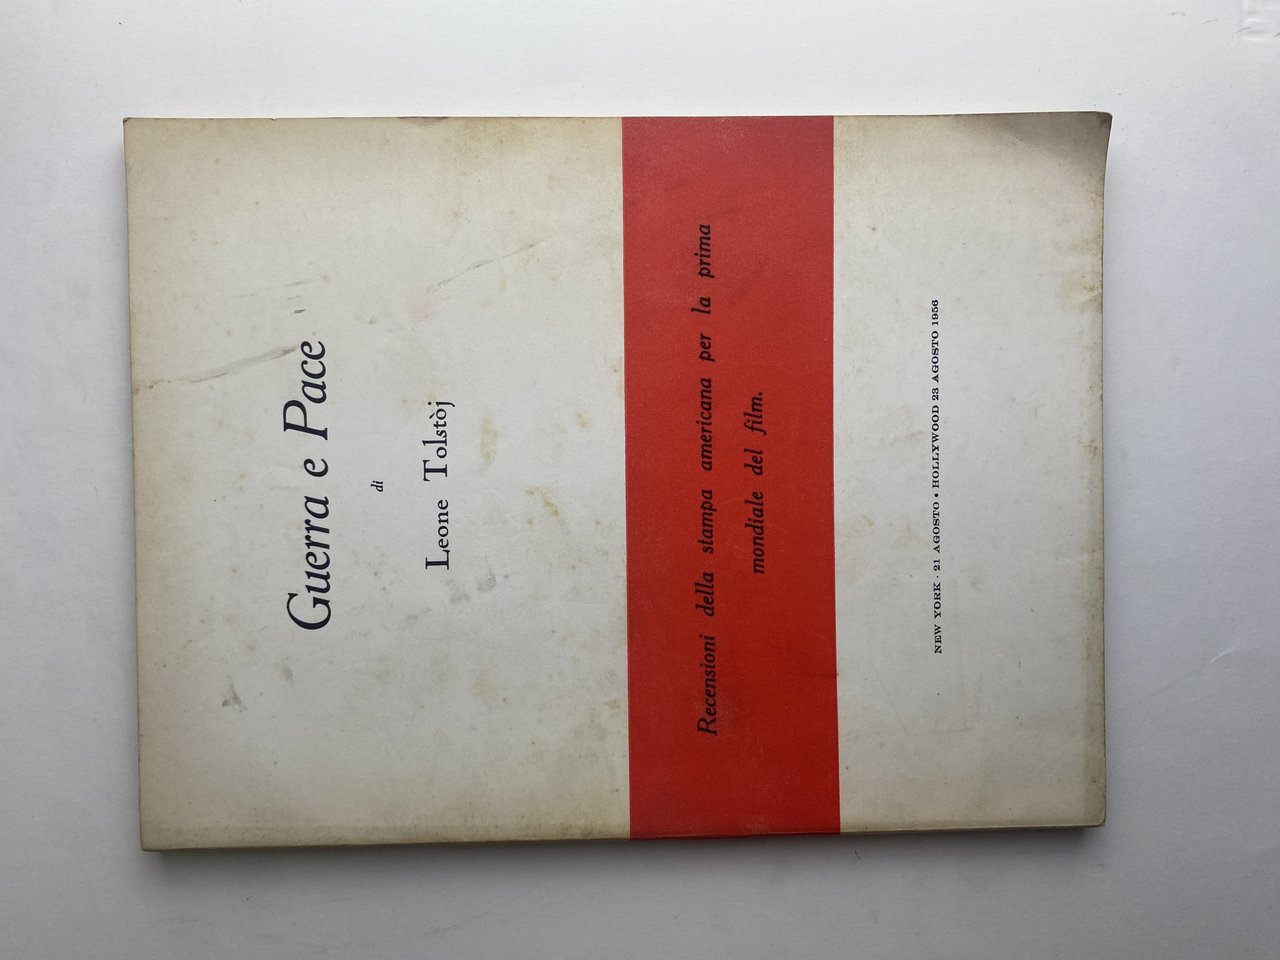 Guerra e Pace
di
Leone Tolstòj
Recensioni della stampa americana per la prima
mondiale del film.
NEW YORK · 21 AGOSTO • HOLLYWOOD 23 AGOSTO 1956